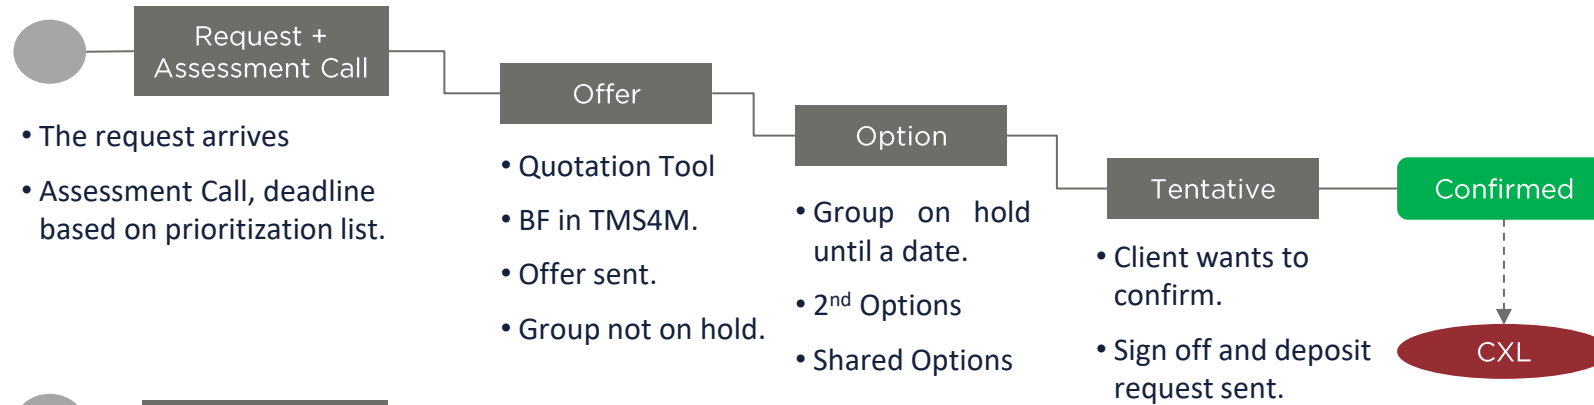 Request +
Assessment Call
• The request arrives
• Assessment Call, deadline
based on prioritization list.
Offer
• Quotation Tool
• BF in TMS4M.
• Offer sent.
• Group not on hold.
Option
• Group on hold
until a date.
• 2nd Options
• Shared Options
Tentative
• Client wants to
confirm.
• Sign off and deposit
request sent.
Confirmed
CXL